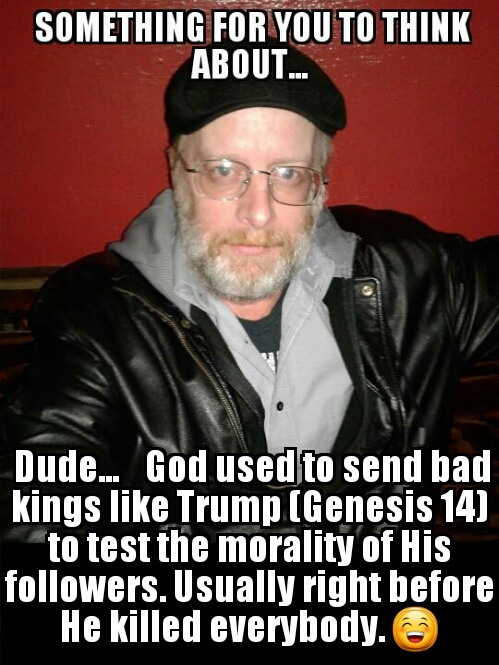 SOMETHING FOR YOU TO THINK
ABOUT...
Dude... God used to send bad
kings like Trump (Genesis 14)
to test the morality of His
followers. Usually right before
He killed everybody. 😁